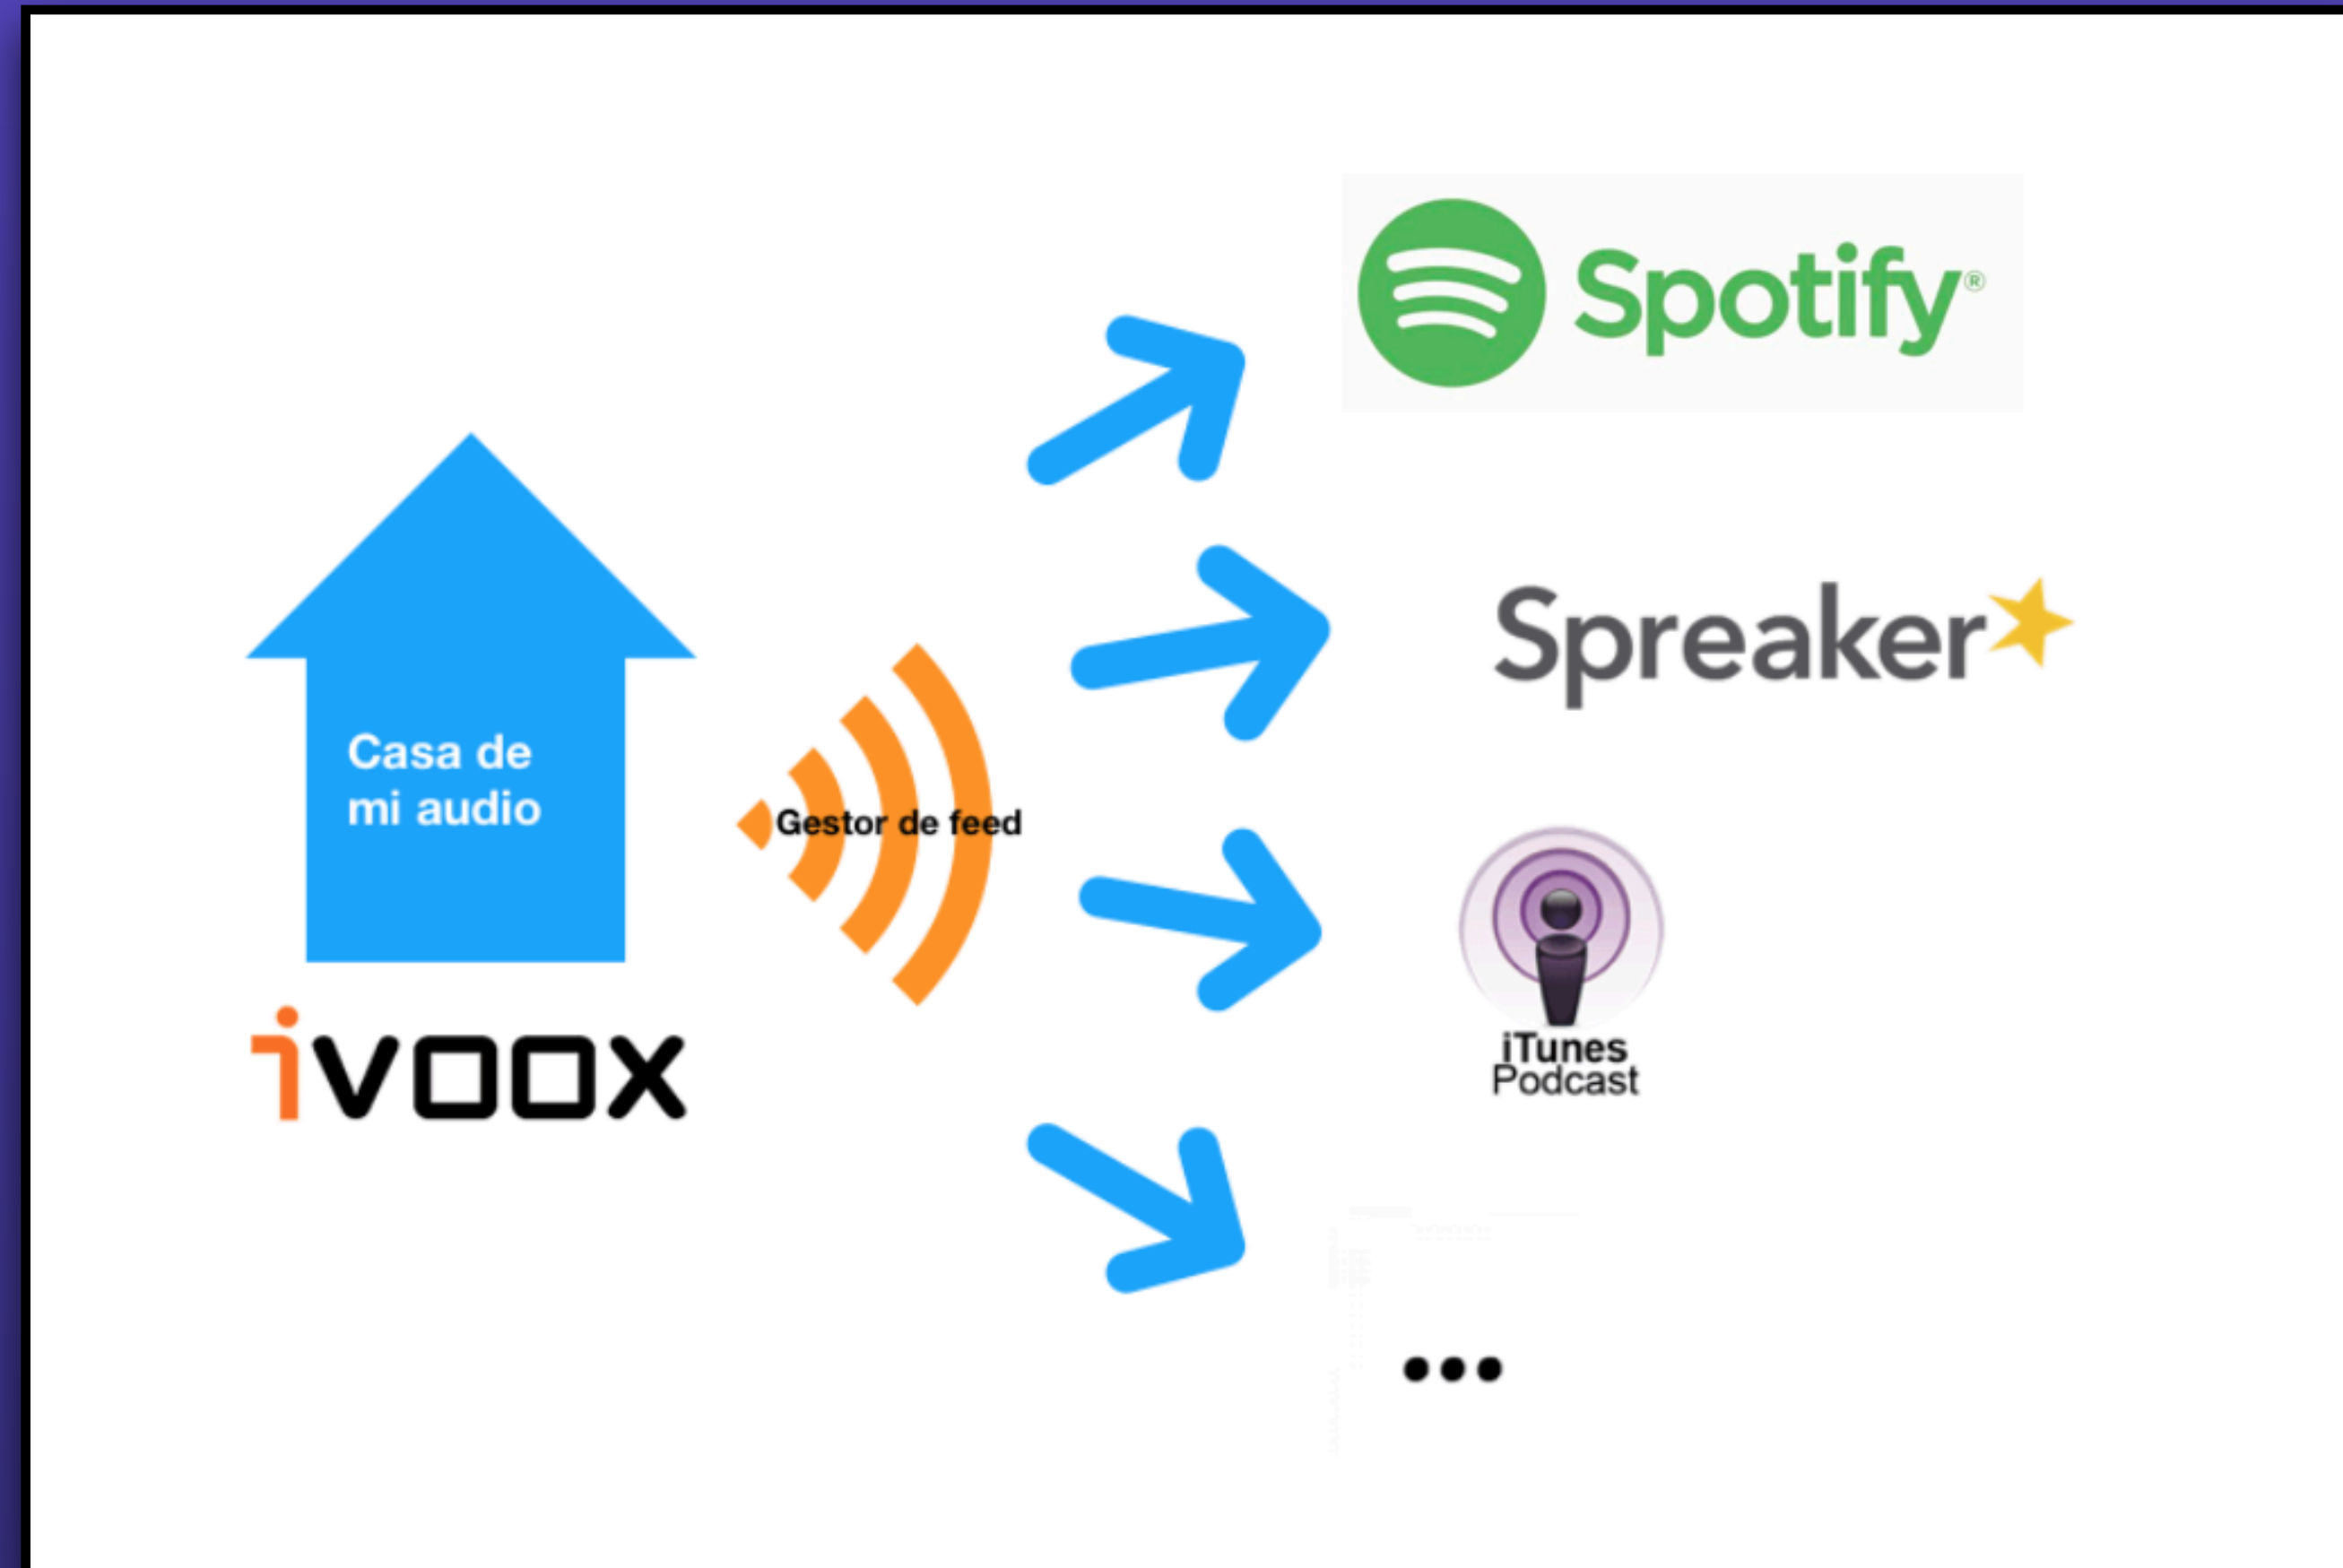 Casa de
mi audio
ivoox
Gestor de feed
Spotify®
Spreaker
iTunes
Podcast
...